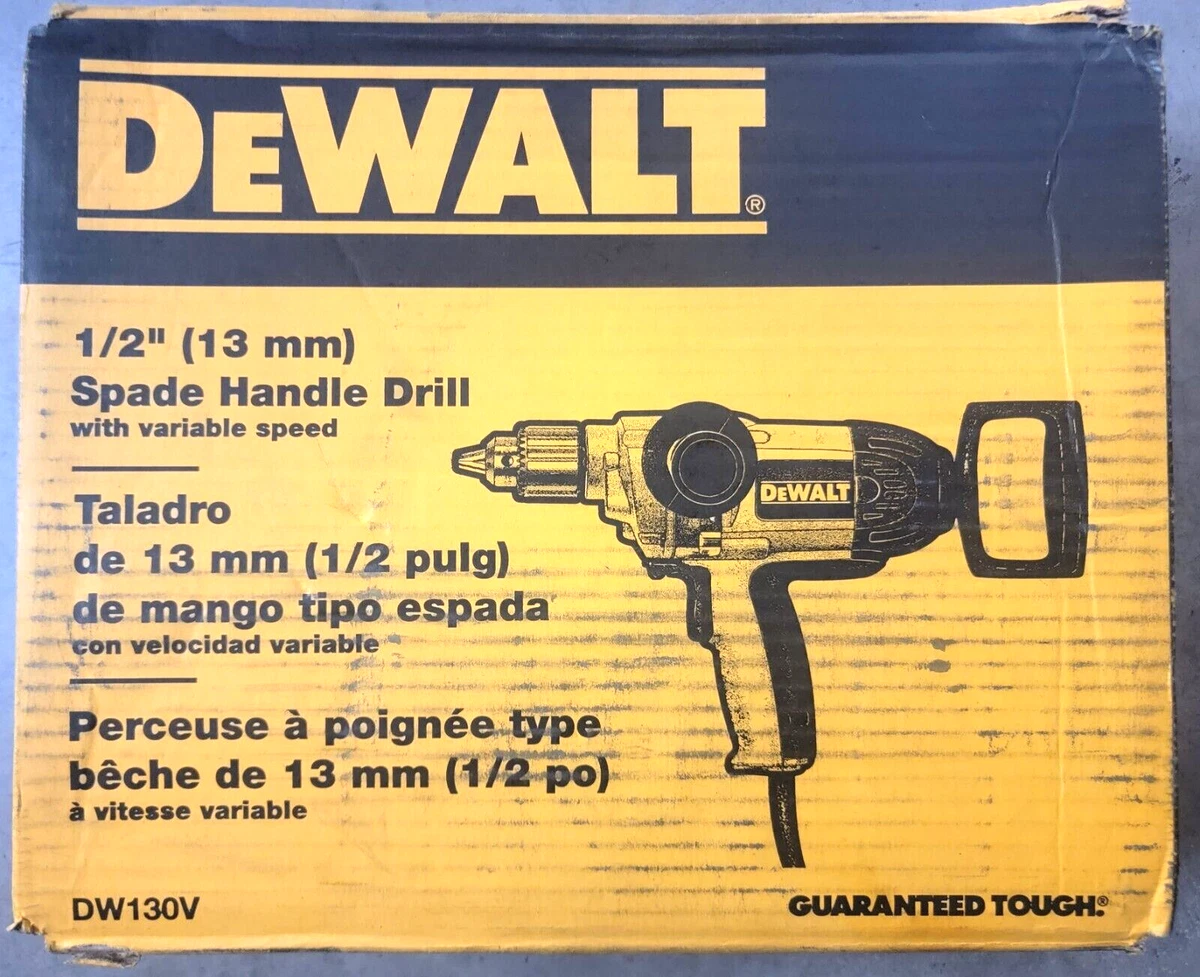 DEWALT®
1/2" (13 mm)
Spade Handle Drill
with variable speed
Taladro
de 13 mm (1/2 pulg)
de mango tipo espada
con velocidad variable
Perceuse à poignée type
bêche de 13 mm (1/2 po)
à vitesse variable
DEWALT
DW130V
GUARANTEED TOUGH.®